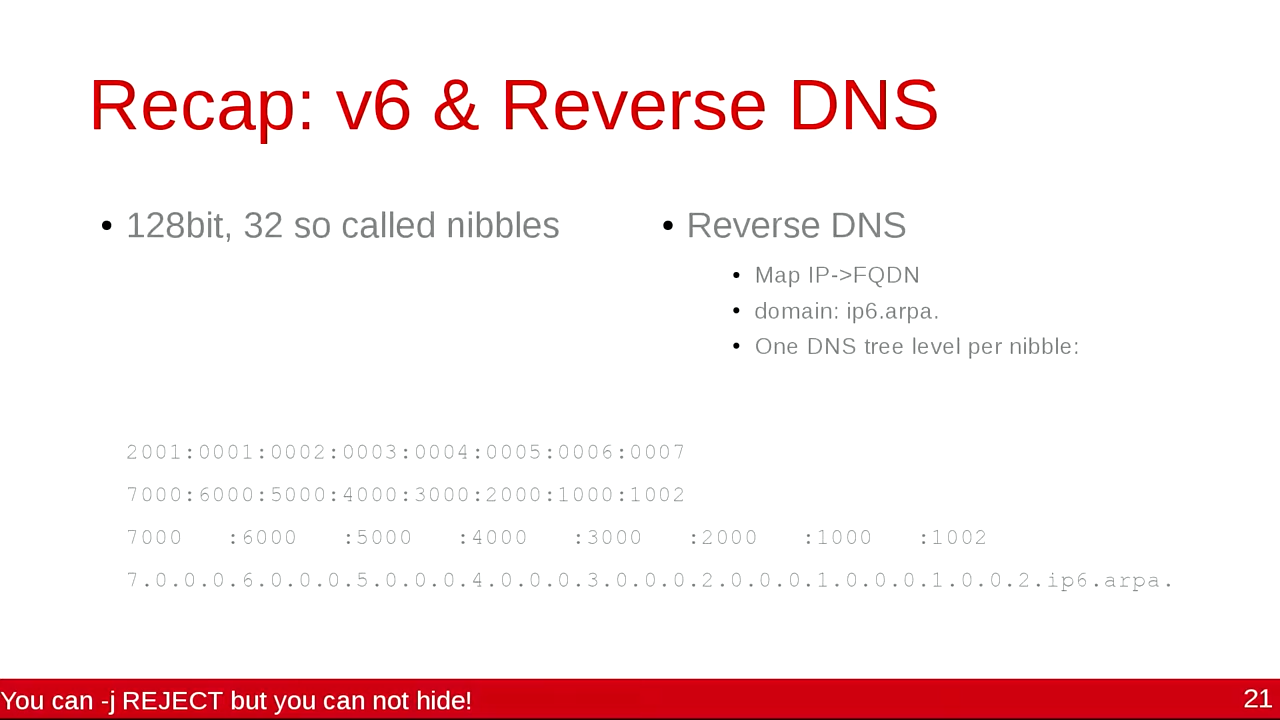 Recap: v6 & Reverse DNS
• 128bit, 32 so called nibbles
• Reverse DNS
• Map IP->FQDN
• domain: ip6.arpa.
• One DNS tree level per nibble:
2001:0001:0002:0003:0004:0005:0006:0007
7000:6000:5000:4000:3000:2000:1000:1002
7000   :6000   :5000   :4000   :3000   :2000   :1000   :1002
7.0.0.0.6.0.0.0.5.0.0.0.4.0.0.0.3.0.0.0.2.0.0.0.1.0.0.0.1.0.0.2.ip6.arpa.
You can -j REJECT but you can not hide!
21